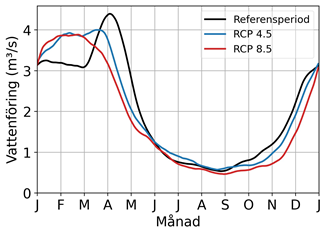 Referensperiod
RCP 4.5
RCP 8.5
Vattenföring (m³/s)
4
3
2
1
0
J F M A M J J A S O N D J
Månad